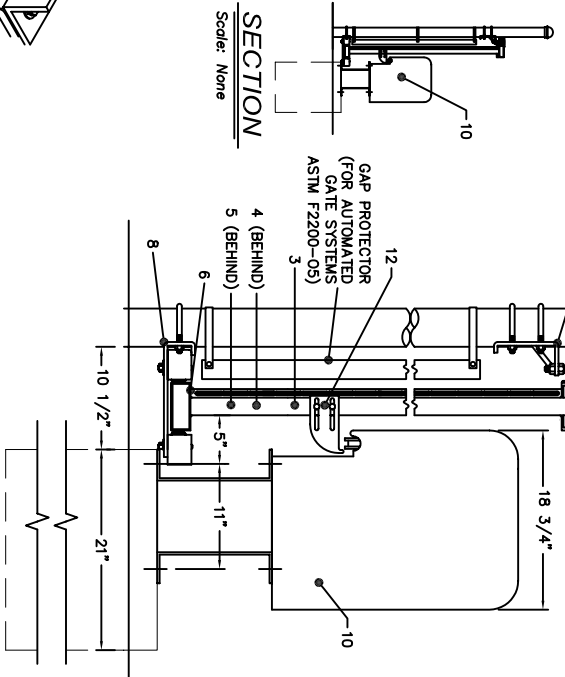 10
SECTION
Scale: None
GAP PROTECTOR
(FOR AUTOMATED
GATE SYSTEMS
ASTM F2200-05)
12
3
4 (BEHIND)
5 (BEHIND)
6
8
18 3/4"
10 1/2"
5"
11"
21"
10